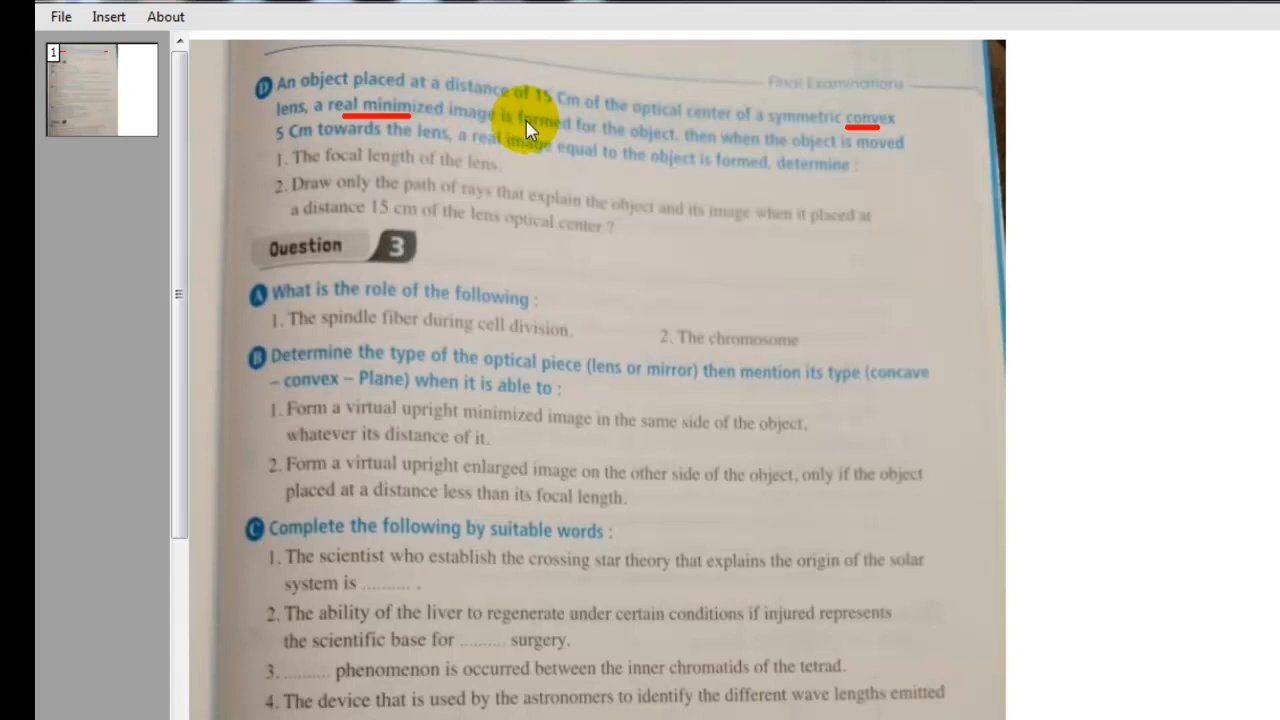 File Insert About
1
Final Examinations
D An object placed at a distance of 15 Cm of the optical center of a symmetric convex
lens, a real minimized image is formed for the object, then when the object is moved
5 Cm towards the lens, a real image equal to the object is formed, determine :
1. The focal length of the lens.
2. Draw only the path of rays that explain the object and its image when it placed at
a distance 15 cm of the lens optical center ?
Question 3
A What is the role of the following :
1. The spindle fiber during cell division. 2. The chromosome
B Determine the type of the optical piece (lens or mirror) then mention its type (concave
– convex – Plane) when it is able to :
1. Form a virtual upright minimized image in the same side of the object,
whatever its distance of it.
2. Form a virtual upright enlarged image on the other side of the object, only if the object
placed at a distance less than its focal length.
C Complete the following by suitable words :
1. The scientist who establish the crossing star theory that explains the origin of the solar
system is .......... .
2. The ability of the liver to regenerate under certain conditions if injured represents
the scientific base for ......... surgery.
3. .......... phenomenon is occurred between the inner chromatids of the tetrad.
4. The device that is used by the astronomers to identify the different wave lengths emitted